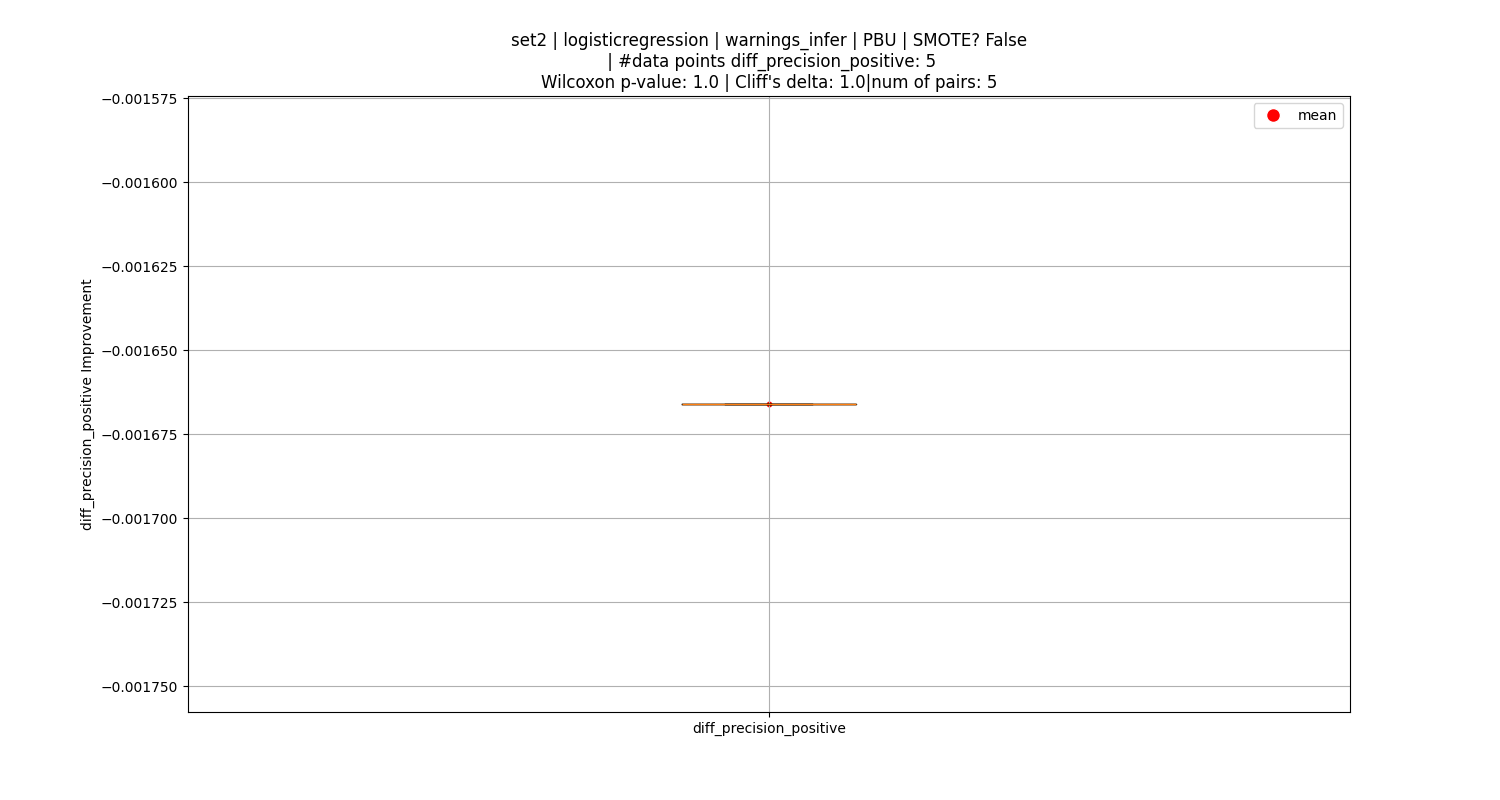 set2 | logisticregression | warnings_infer | PBU | SMOTE? False
| #data points diff_precision_positive: 5
Wilcoxon p-value: 1.0 | Cliff's delta: 1.0|num of pairs: 5
mean
−0.001575
−0.001600
−0.001625
−0.001650
−0.001675
−0.001700
−0.001725
−0.001750
diff_precision_positive Improvement
diff_precision_positive